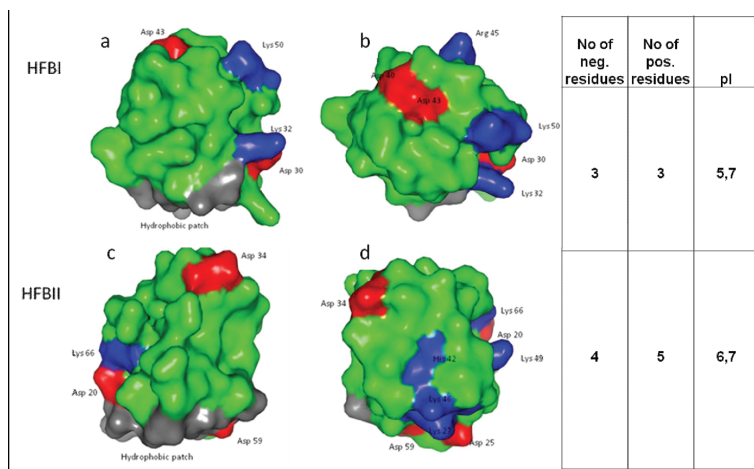 HFBI
a
Asp 43
Lys 50
Lys 32
Asp 30
Hydrophobic patch
b
Arg 45
Asp 40
Asp 43
Lys 50
Asp 30
Lys 32
HFBII
c
Asp 34
Lys 66
Asp 20
Asp 59
Hydrophobic patch
d
Asp 34
Lys 66
Asp 20
His 42
Lys 49
Lys 46
Asp 59
Asp 25
No of
neg.
residues
No of
pos.
residues
pI
3
3
5,7
4
5
6,7